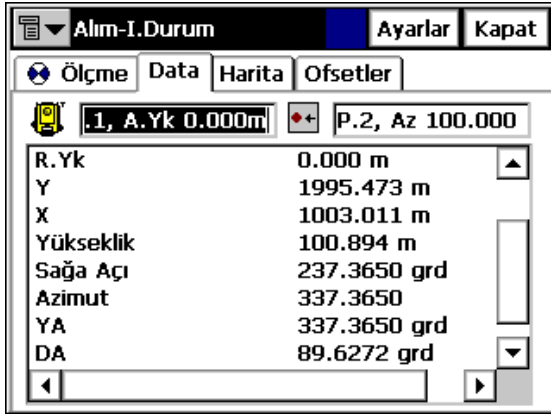 Alım-I.Durum Ayarlar Kapat
Ölçme Data Harita Ofsetler
.1, A.Yk 0.000m P.2, Az 100.000
R.Yk 0.000 m
Y 1995.473 m
X 1003.011 m
Yükseklik 100.894 m
Sağa Açı 237.3650 grd
Azimut 337.3650
YA 337.3650 grd
DA 89.6272 grd